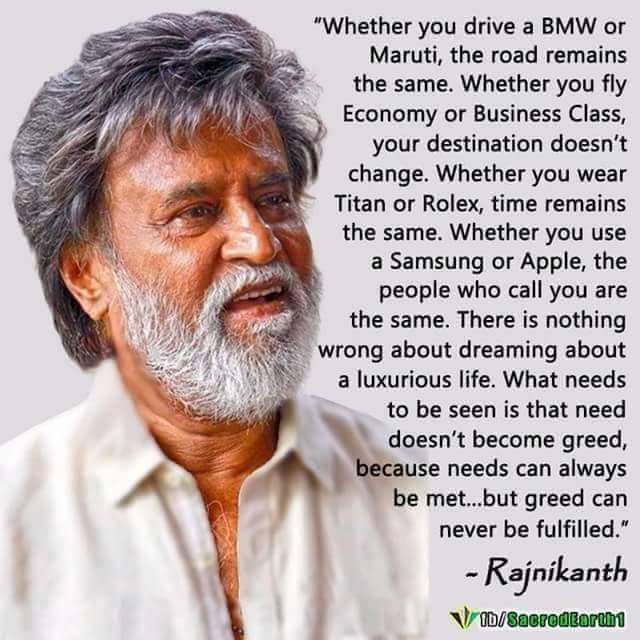 "Whether you drive a BMW or
Maruti, the road remains
the same. Whether you fly
Economy or Business Class,
your destination doesn't
change. Whether you wear
Titan or Rolex, time remains
the same. Whether you use
a Samsung or Apple, the
people who call you are
the same. There is nothing
wrong about dreaming about
a luxurious life. What needs
to be seen is that need
doesn't become greed,
because needs can always
be met...but greed can
never be fulfilled."
~ Rajnikanth
fb/SacredEarth1